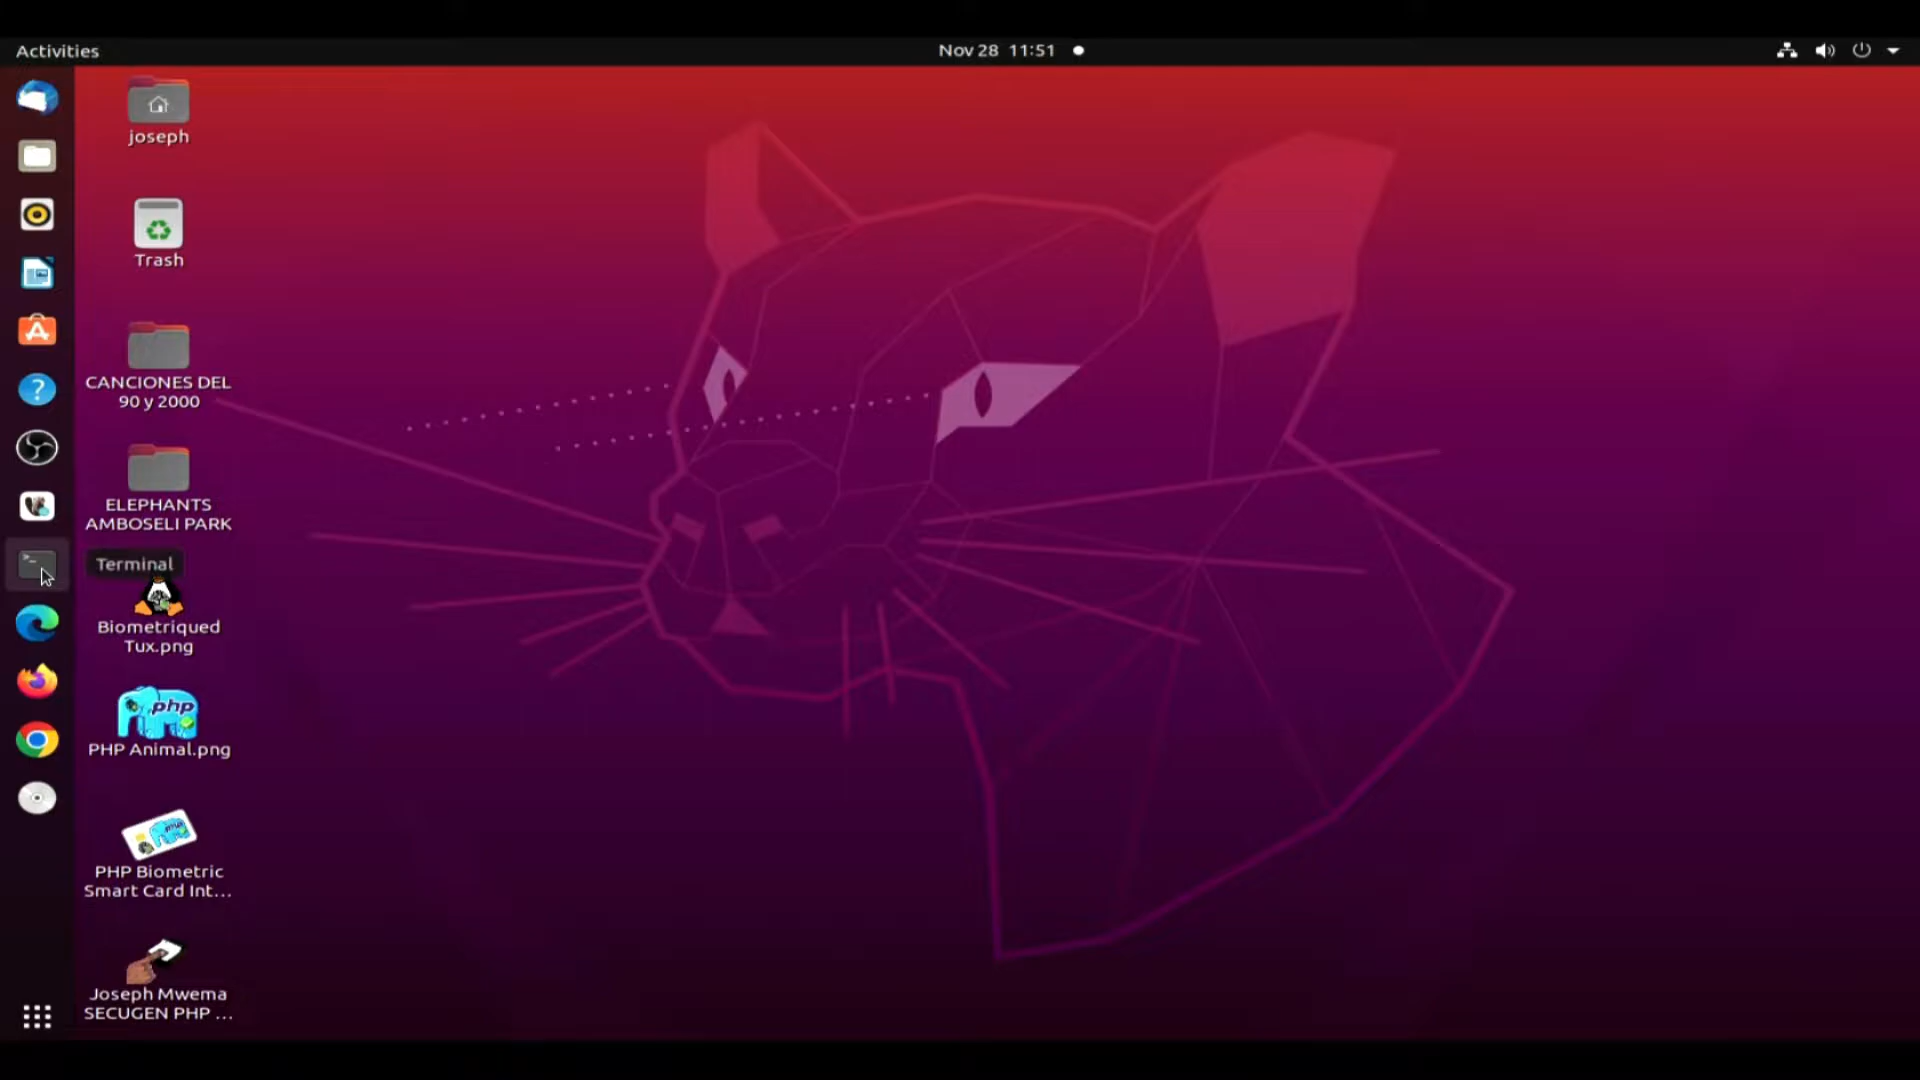 Activities
Nov 28 11:51
joseph
Trash
CANCIONES DEL
90 y 2000
ELEPHANTS
AMBOSELI PARK
Terminal
Biometriqued
Tux.png
php
PHP Animal.png
PHP Biometric
Smart Card Int...
Joseph Mwema
SECUGEN PHP ...